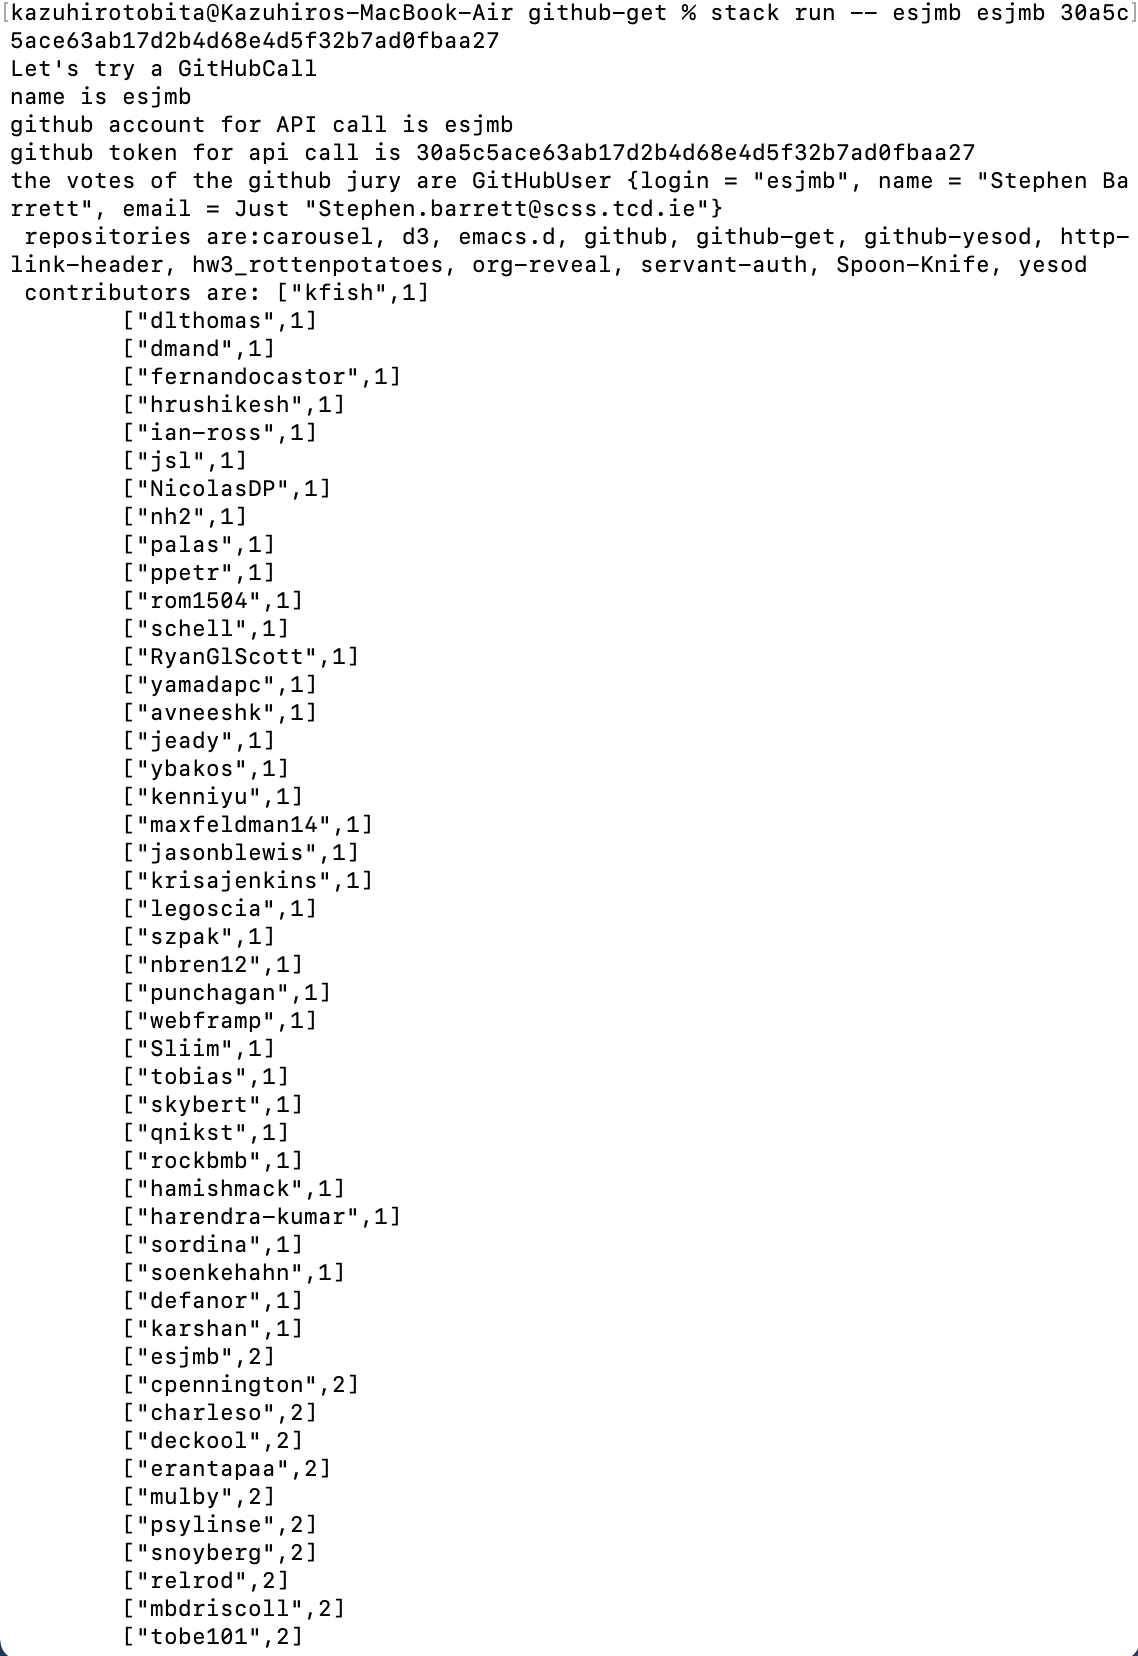 [kazuhirotobita@Kazuhiros-MacBook-Air github-get % stack run -- esjmb esjmb 30a5c]
5ace63ab17d2b4d68e4d5f32b7ad0fbaa27
Let's try a GitHubCall
name is esjmb
github account for API call is esjmb
github token for api call is 30a5c5ace63ab17d2b4d68e4d5f32b7ad0fbaa27
the votes of the github jury are GitHubUser {login = "esjmb", name = "Stephen Ba
rrett", email = Just "Stephen.barrett@scss.tcd.ie"}
 repositories are:carousel, d3, emacs.d, github, github-get, github-yesod, http-
link-header, hw3_rottenpotatoes, org-reveal, servant-auth, Spoon-Knife, yesod
 contributors are: ["kfish",1]
["dlthomas",1]
["dmand",1]
["fernandocastor",1]
["hrushikesh",1]
["ian-ross",1]
["jsl",1]
["NicolasDP",1]
["nh2",1]
["palas",1]
["ppetr",1]
["rom1504",1]
["schell",1]
["RyanGlScott",1]
["yamadapc",1]
["avneeshk",1]
["jeady",1]
["ybakos",1]
["kenniyu",1]
["maxfeldman14",1]
["jasonblewis",1]
["krisajenkins",1]
["legoscia",1]
["szpak",1]
["nbren12",1]
["punchagan",1]
["webframp",1]
["Sliim",1]
["tobias",1]
["skybert",1]
["qnikst",1]
["rockbmb",1]
["hamishmack",1]
["harendra-kumar",1]
["sordina",1]
["soenkehahn",1]
["defanor",1]
["karshan",1]
["esjmb",2]
["cpennington",2]
["charleso",2]
["deckool",2]
["erantapaa",2]
["mulby",2]
["psylinse",2]
["snoyberg",2]
["relrod",2]
["mbdriscoll",2]
["tobe101",2]